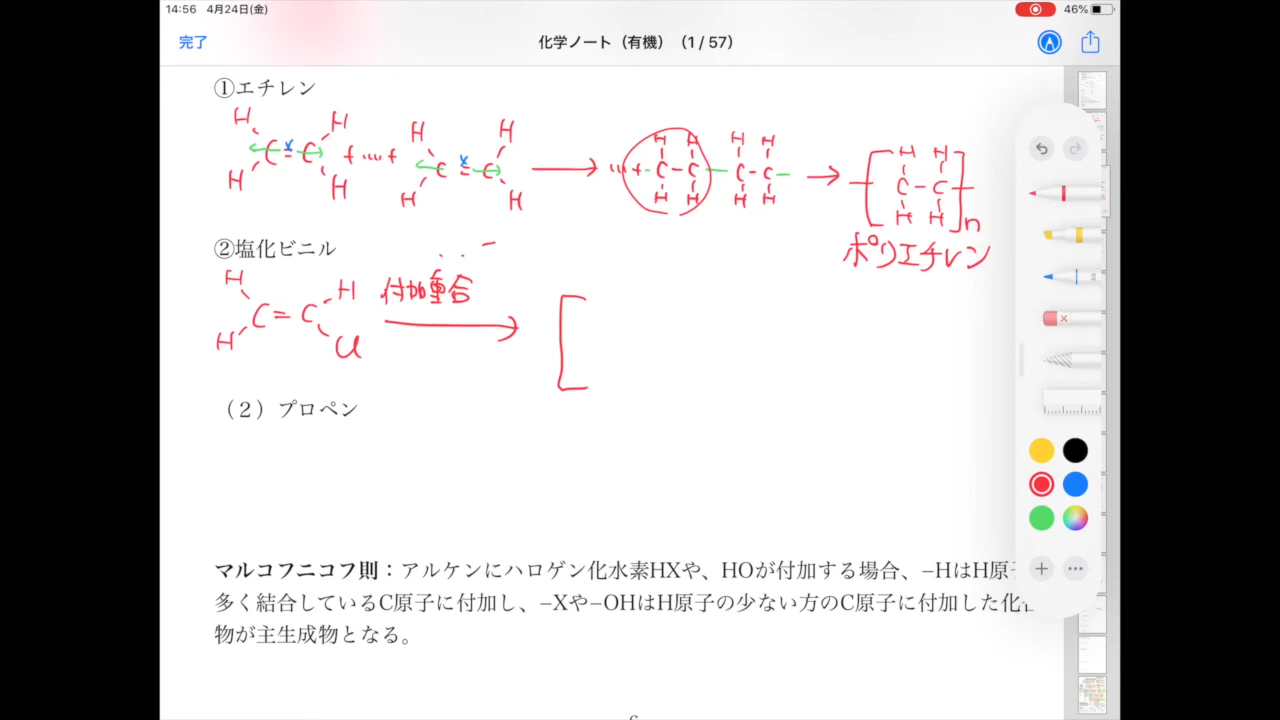 14:56 4月24日(金)
46%
完了
化学ノート（有機）（1 / 57）
①エチレン
H H H H H H H H
C = C + ‥‥ + C = C → ‥‥+ - C - C - C - C - → [ C - C ] n
H H H H H H H H
ポリエチレン
②塩化ビニル
H H
C = C
H Cl
付加重合
（２）プロペン
マルコフニコフ則：アルケンにハロゲン化水素HXや、HOが付加する場合、–HはH原
多く結合しているC原子に付加し、–Xや–OHはH原子の少ない方のC原子に付加した化
物が主生成物となる。